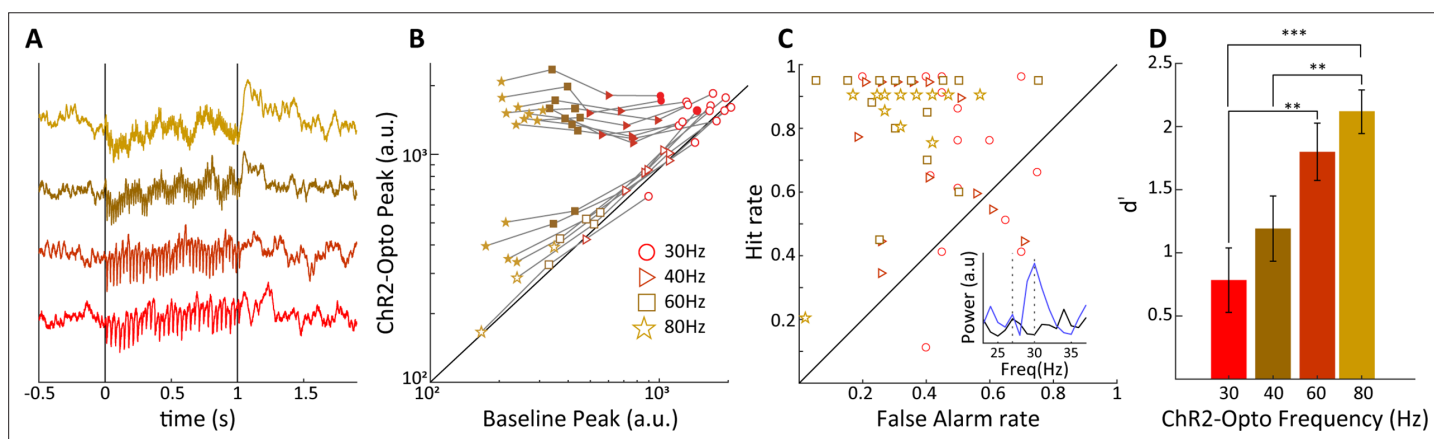 A
-0.5 0 0.5 1 1.5
time (s)
B
ChR2-Opto Peak (a.u.)
10³
10²
10² 10³
Baseline Peak (a.u.)
30Hz
40Hz
60Hz
80Hz
C
Hit rate
1
0.8
0.6
0.4
0.2
0.2 0.4 0.6 0.8 1
False Alarm rate
Power (a.u)
25 30 35
Freq(Hz)
D
***
**
**
d'
2.5
2
1.5
1
0.5
30 40 60 80
ChR2-Opto Frequency (Hz)